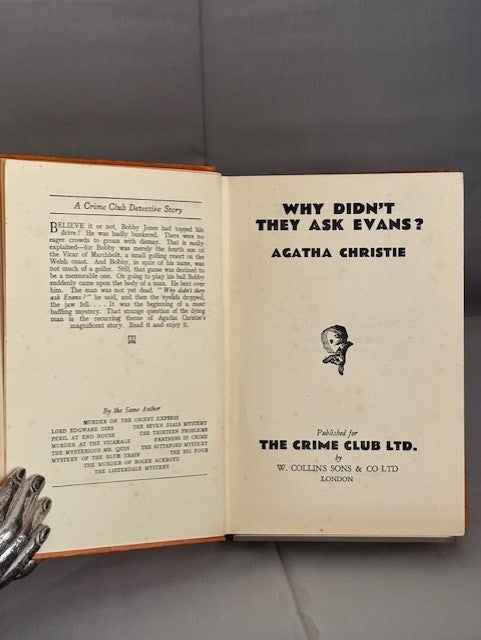 A Crime Club Detective Story
BELIEVE it or not, Bobby Jones had topped his
drive! He was badly bunkered. There were no
eager crowds to groan with dismay. That is easily
explained—for Bobby was merely the fourth son of
the Vicar of Marchbolt, a small golfing resort on the
Welsh coast. And Bobby, in spite of his name, was
not much of a golfer. Still, that game was destined to
be a memorable one. On going to play his ball Bobby
suddenly came upon the body of a man. He bent over
him. The man was not yet dead. "Why didn't they
ask Evans?" he said, and then the eyelids dropped,
the jaw fell. . . . It was the beginning of a most
baffling mystery. That strange question of the dying
man is the recurring theme of Agatha Christie's
magnificent story. Read it and enjoy it.
By the Same Author
MURDER ON THE ORIENT EXPRESS
LORD EDGWARE DIES THE SEVEN DIALS MYSTERY
PERIL AT END HOUSE THE THIRTEEN PROBLEMS
MURDER AT THE VICARAGE PARTNERS IN CRIME
THE MYSTERIOUS MR. QUIN THE SITTAFORD MYSTERY
MYSTERY OF THE BLUE TRAIN THE BIG FOUR
THE MURDER OF ROGER ACKROYD
THE LISTERDALE MYSTERY
WHY DIDN'T
THEY ASK EVANS?
AGATHA CHRISTIE
Published for
THE CRIME CLUB LTD.
by
W. COLLINS SONS & CO LTD
LONDON